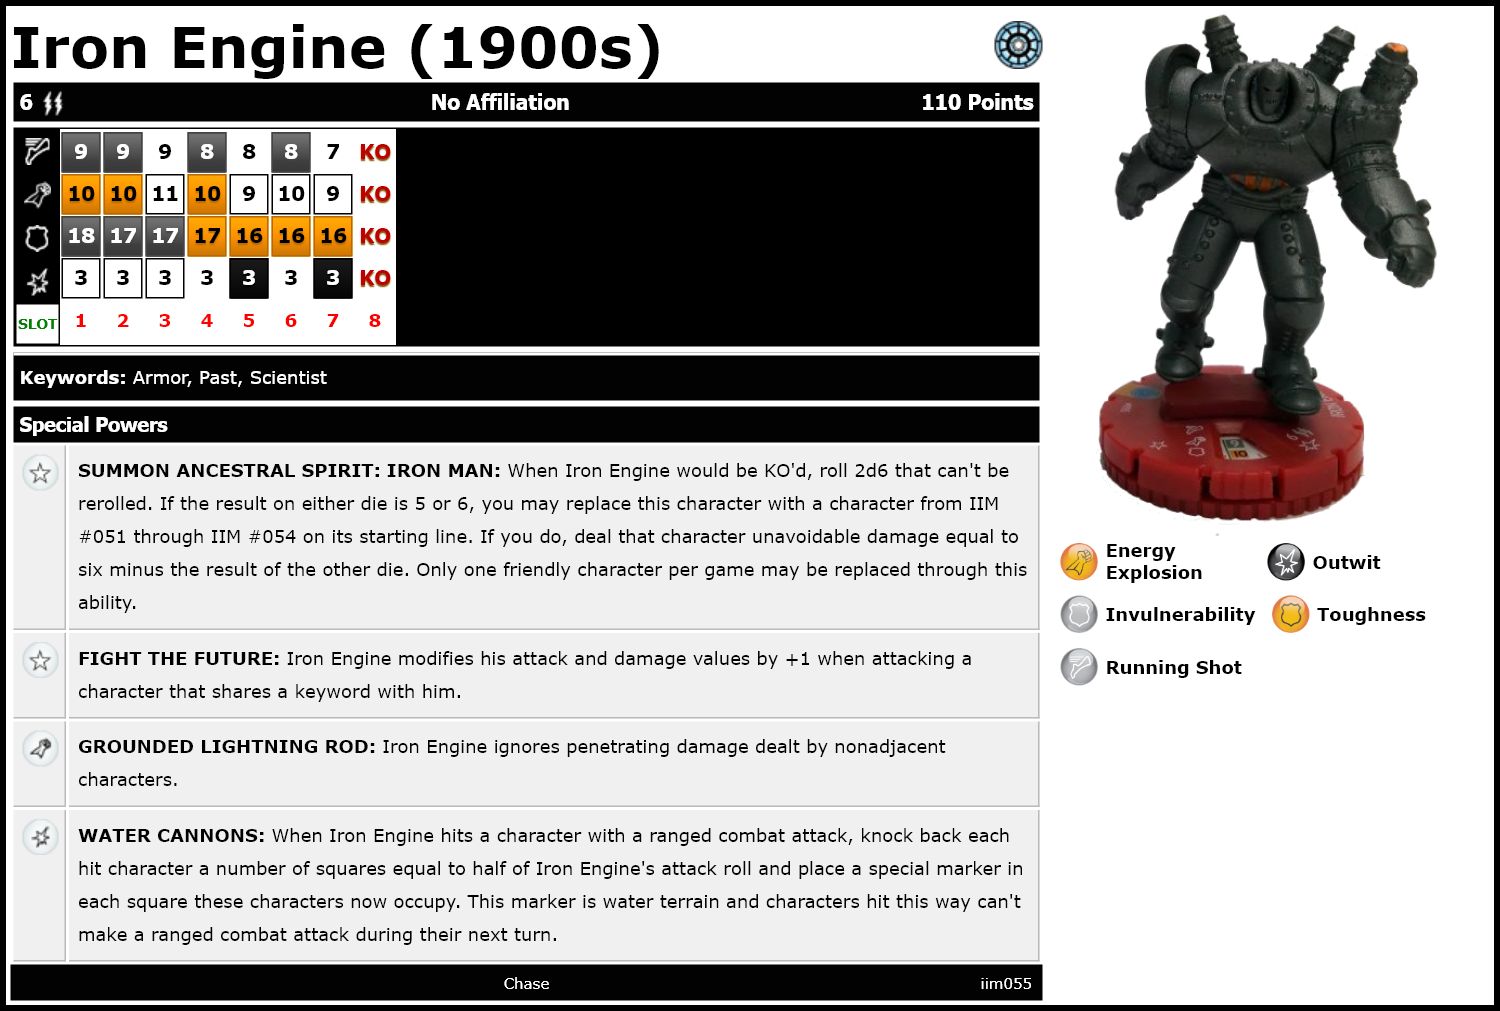 Iron Engine (1900s)
6 No Affiliation 110 Points
9 9 9 8 8 8 7 KO
10 10 11 10 9 10 9 KO
18 17 17 17 16 16 16 KO
3 3 3 3 3 3 3 KO
SLOT 1 2 3 4 5 6 7 8
Keywords: Armor, Past, Scientist
Special Powers
SUMMON ANCESTRAL SPIRIT: IRON MAN: When Iron Engine would be KO'd, roll 2d6 that can't be
rerolled. If the result on either die is 5 or 6, you may replace this character with a character from IIM
#051 through IIM #054 on its starting line. If you do, deal that character unavoidable damage equal to
six minus the result of the other die. Only one friendly character per game may be replaced through this
ability.
FIGHT THE FUTURE: Iron Engine modifies his attack and damage values by +1 when attacking a
character that shares a keyword with him.
GROUNDED LIGHTNING ROD: Iron Engine ignores penetrating damage dealt by nonadjacent
characters.
WATER CANNONS: When Iron Engine hits a character with a ranged combat attack, knock back each
hit character a number of squares equal to half of Iron Engine's attack roll and place a special marker in
each square these characters now occupy. This marker is water terrain and characters hit this way can't
make a ranged combat attack during their next turn.
Chase iim055
Energy
Explosion
Outwit
Invulnerability
Toughness
Running Shot